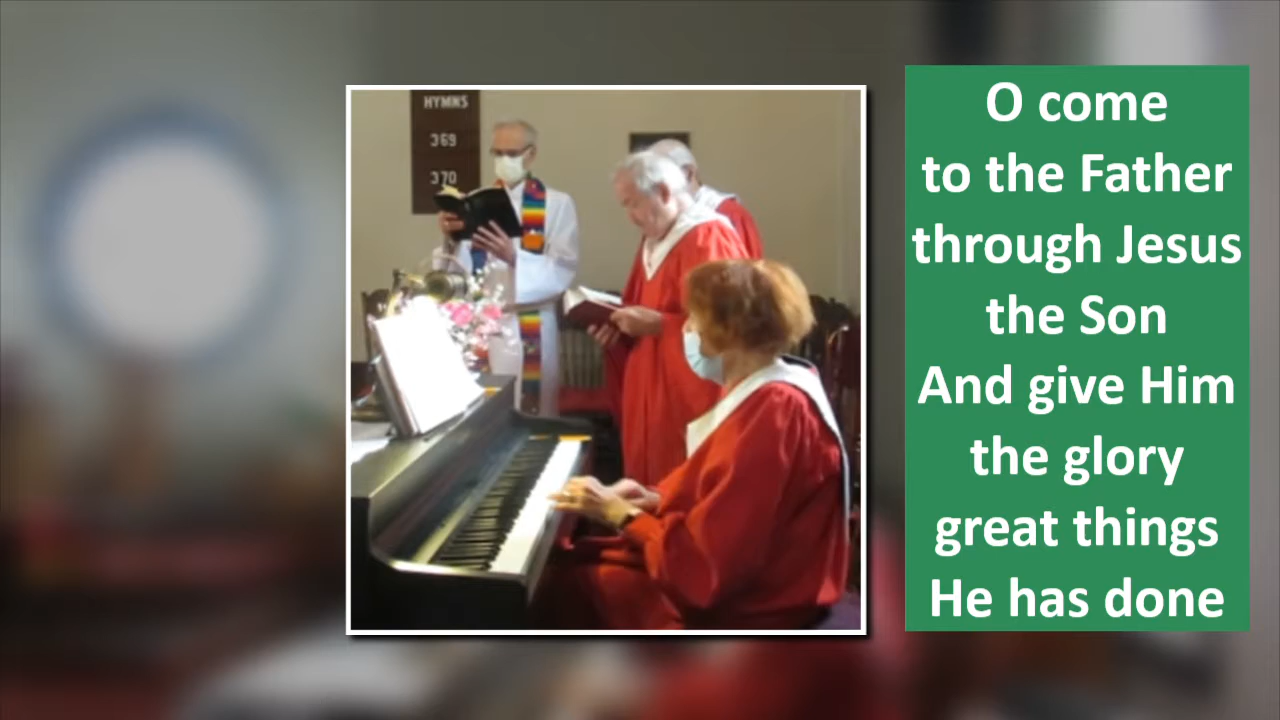 HYMNS
369
370
O come
to the Father
through Jesus
the Son
And give Him
the glory
great things
He has done